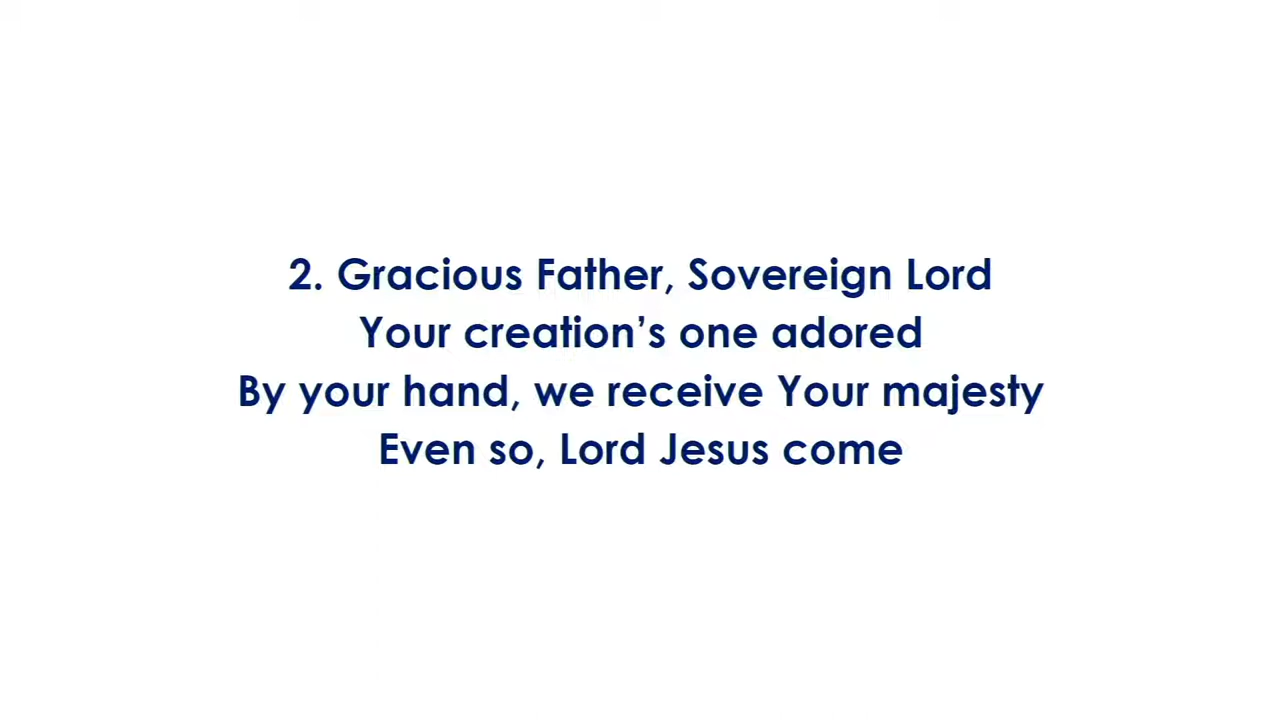 2. Gracious Father, Sovereign Lord
Your creation’s one adored
By your hand, we receive Your majesty
Even so, Lord Jesus come